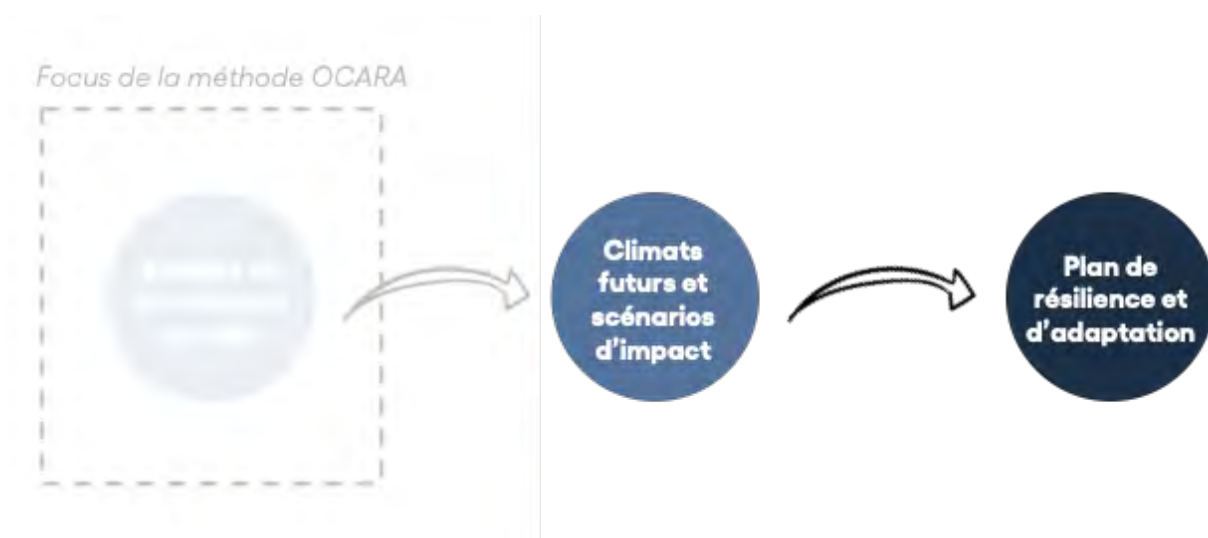 Focus de la méthode OCARA
Climats
futurs et
scénarios
d'impact
Plan de
résilience et
d'adaptation